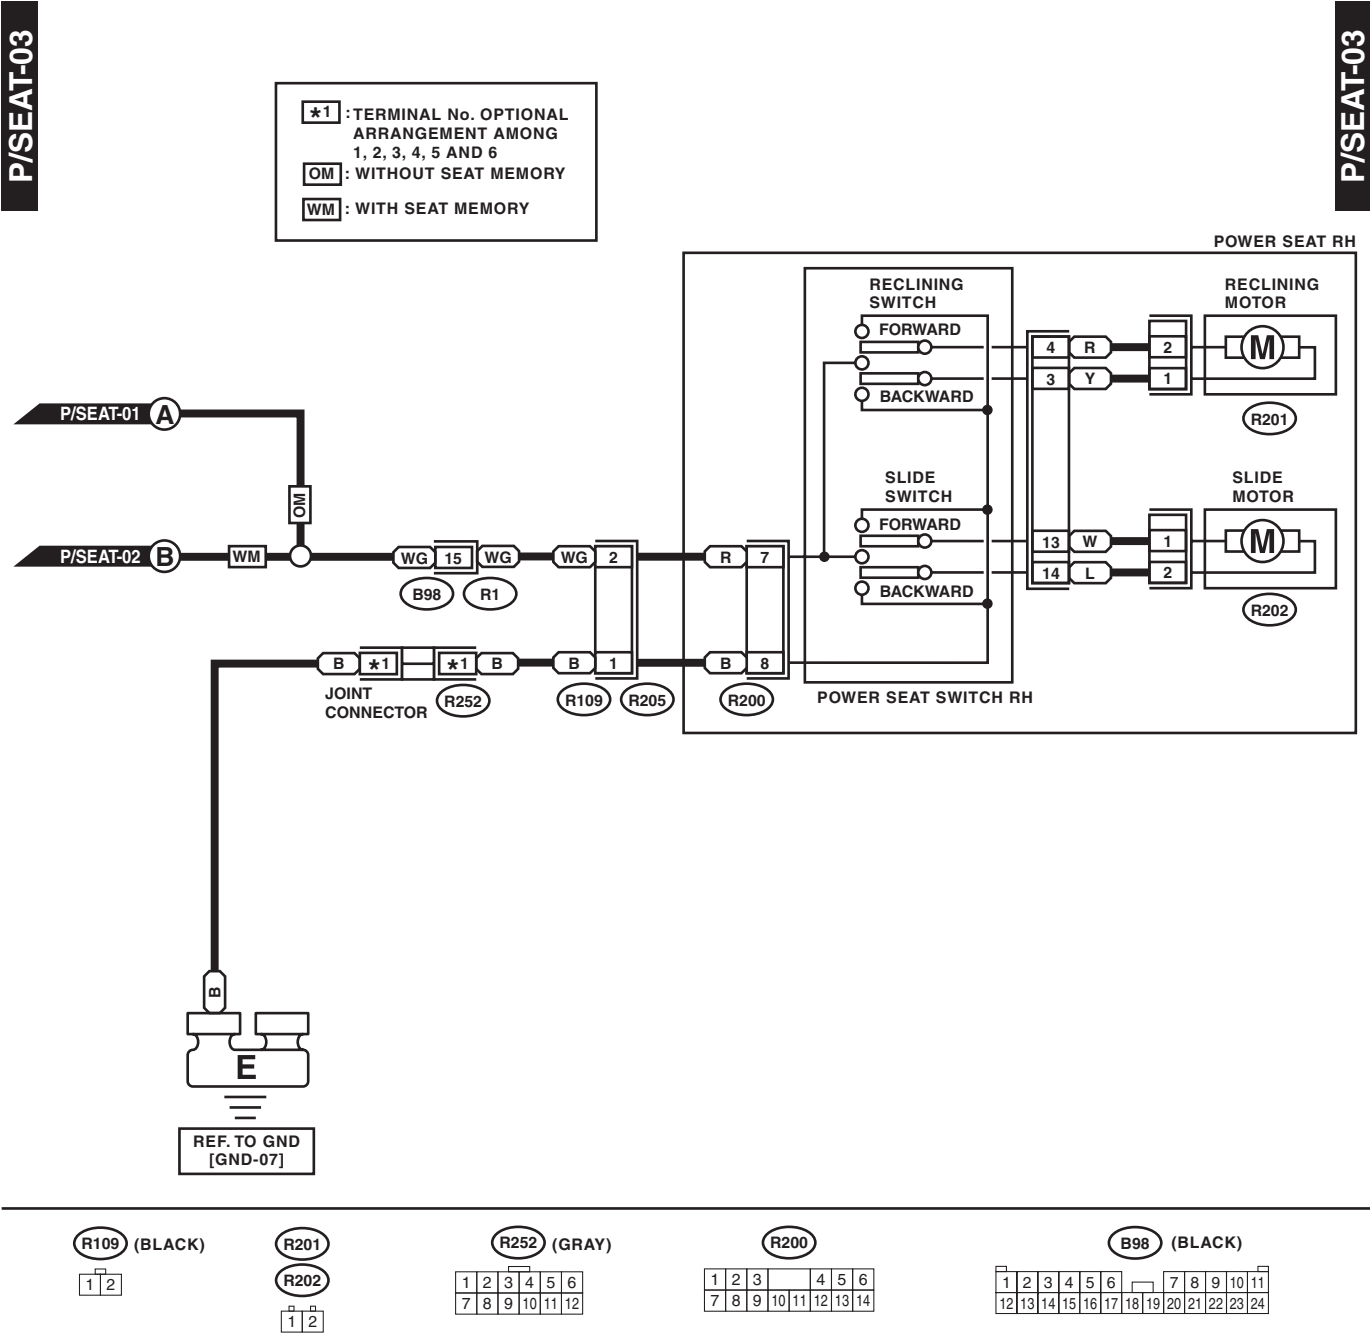 P/SEAT-03
P/SEAT-03
*1 : TERMINAL No. OPTIONAL
ARRANGEMENT AMONG
1, 2, 3, 4, 5 AND 6
OM : WITHOUT SEAT MEMORY
WM : WITH SEAT MEMORY
POWER SEAT RH
RECLINING
SWITCH
FORWARD
BACKWARD
4 R 2
3 Y 1
RECLINING
MOTOR
M
R201
P/SEAT-01 A
OM
P/SEAT-02 B WM
WG 15 WG WG 2 R 7
B98 R1
SLIDE
SWITCH
FORWARD
BACKWARD
13 W 1
14 L 2
SLIDE
MOTOR
M
R202
B *1 *1 B B 1 B 8
JOINT
CONNECTOR
R252 R109 R205 R200
POWER SEAT SWITCH RH
B
E
REF. TO GND
[GND-07]
R109 (BLACK)
1 2
R201
R202
1 2
R252 (GRAY)
1 2 3 4 5 6
7 8 9 10 11 12
R200
1 2 3 4 5 6
7 8 9 10 11 12 13 14
B98 (BLACK)
1 2 3 4 5 6 7 8 9 10 11
12 13 14 15 16 17 18 19 20 21 22 23 24